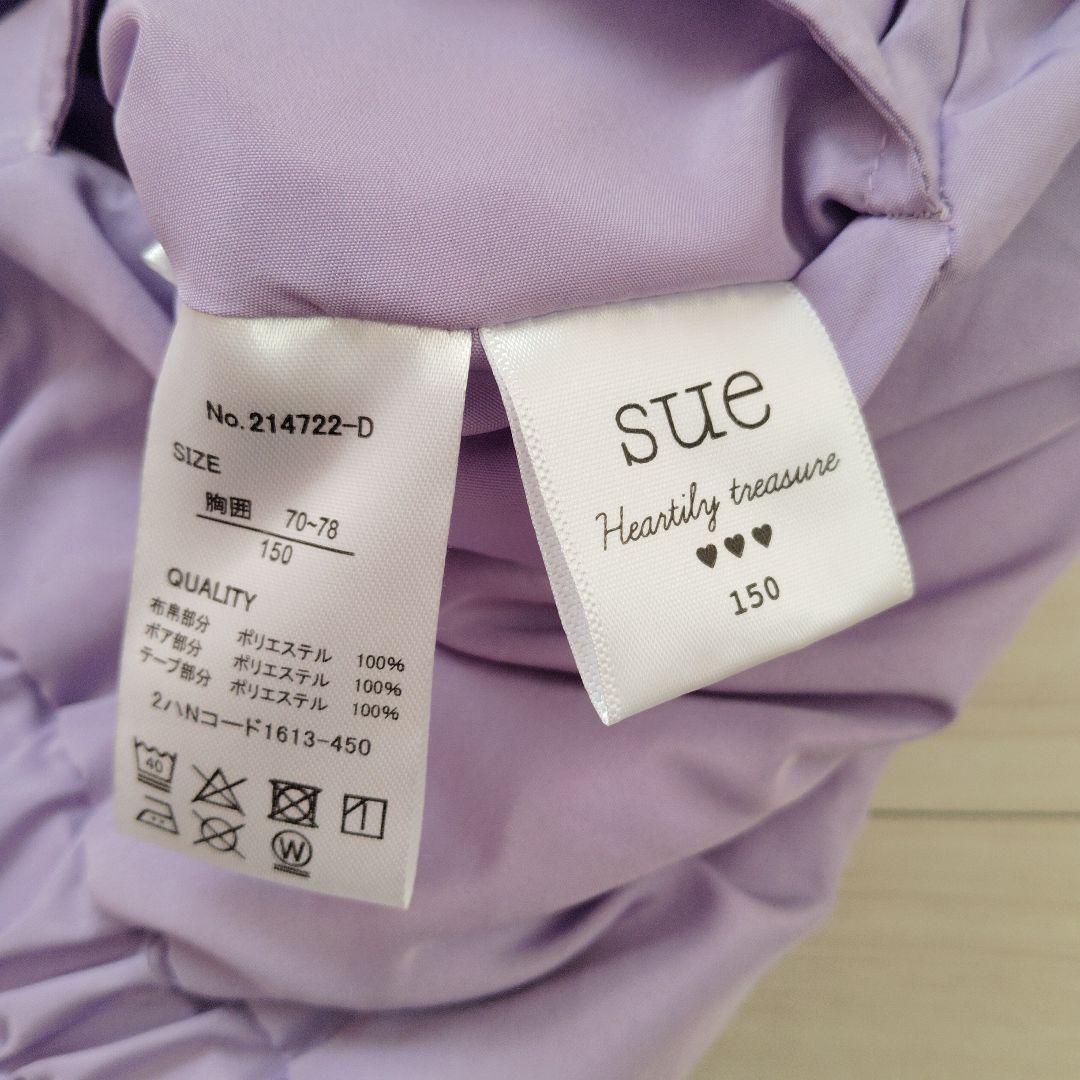 No.214722-D
SIZE
胸囲 70~78
150
QUALITY
布帛部分 ポリエステル 100%
ボア部分 ポリエステル 100%
テープ部分 ポリエステル 100%
2ハNコード1613-450
40
W
sue
Heartily treasure
150